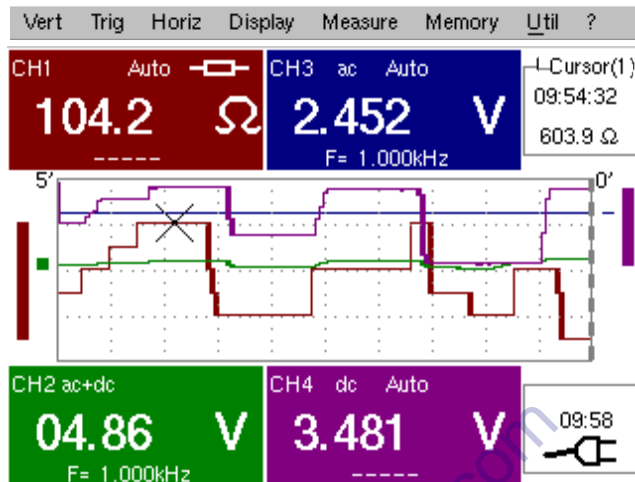 Vert Trig Horiz Display Measure Memory Util ?
CH1 Auto
104.2 Ω
-----
CH3 ac Auto
2.452 V
F= 1.000kHz
Cursor(1)
09:54:32
603.9 Ω
5' 0'
CH2 ac+dc
04.86 V
F= 1.000kHz
CH4 dc Auto
3.481 V
-----
09:58
com